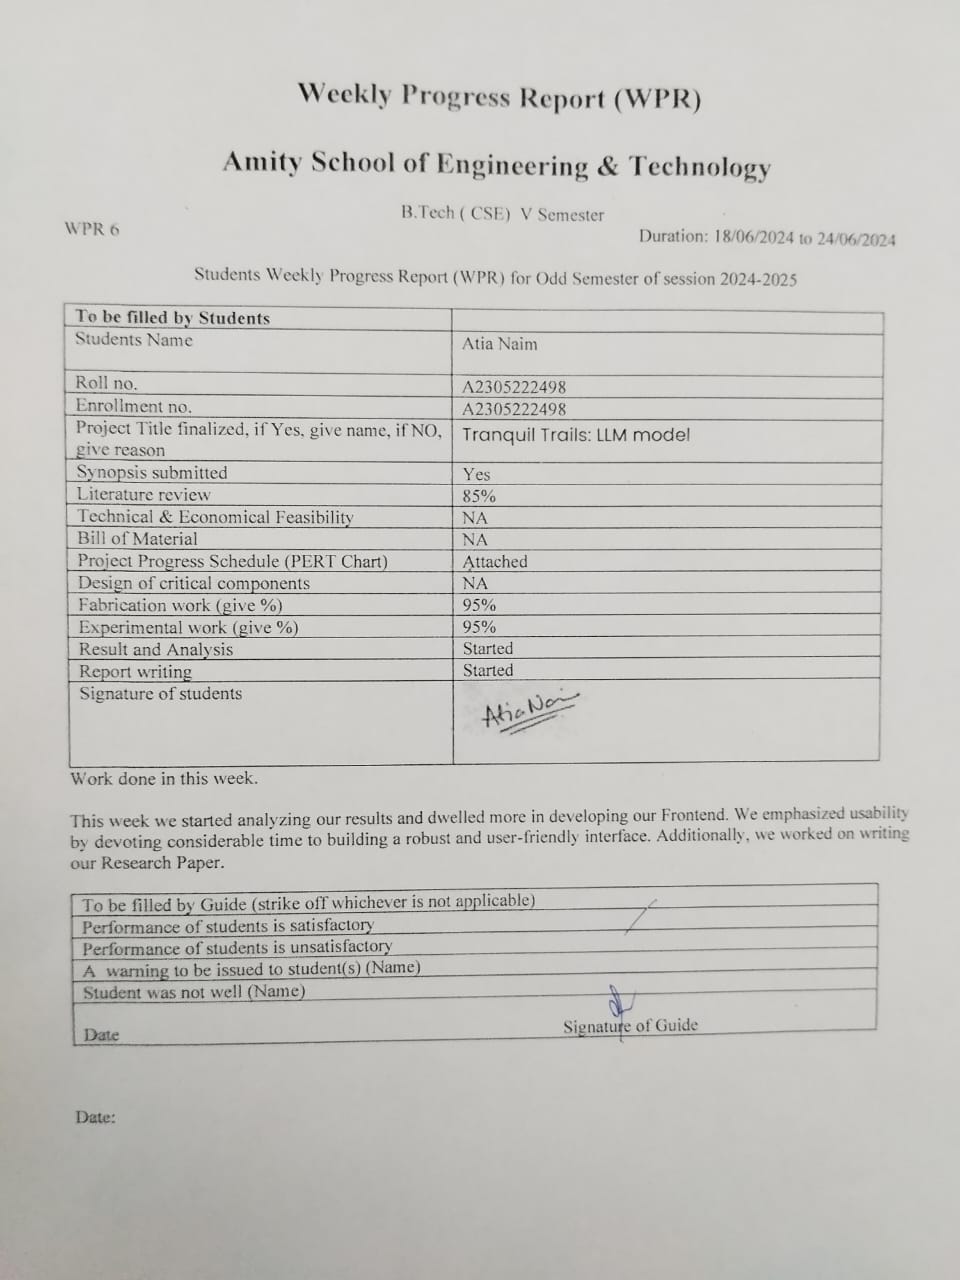 Weekly Progress Report (WPR)
Amity School of Engineering & Technology
B.Tech ( CSE) V Semester
WPR 6
Duration: 18/06/2024 to 24/06/2024
Students Weekly Progress Report (WPR) for Odd Semester of session 2024-2025
To be filled by Students
Students Name Atia Naim
Roll no. A2305222498
Enrollment no. A2305222498
Project Title finalized, if Yes, give name, if NO, Tranquil Trails: LLM model
give reason
Synopsis submitted Yes
Literature review 85%
Technical & Economical Feasibility NA
Bill of Material NA
Project Progress Schedule (PERT Chart) Attached
Design of critical components NA
Fabrication work (give %) 95%
Experimental work (give %) 95%
Result and Analysis Started
Report writing Started
Signature of students Atia Nai
Work done in this week.
This week we started analyzing our results and dwelled more in developing our Frontend. We emphasized usability
by devoting considerable time to building a robust and user-friendly interface. Additionally, we worked on writing
our Research Paper.
To be filled by Guide (strike off whichever is not applicable)
Performance of students is satisfactory
Performance of students is unsatisfactory
A warning to be issued to student(s) (Name)
Student was not well (Name)
Date Signature of Guide
Date: